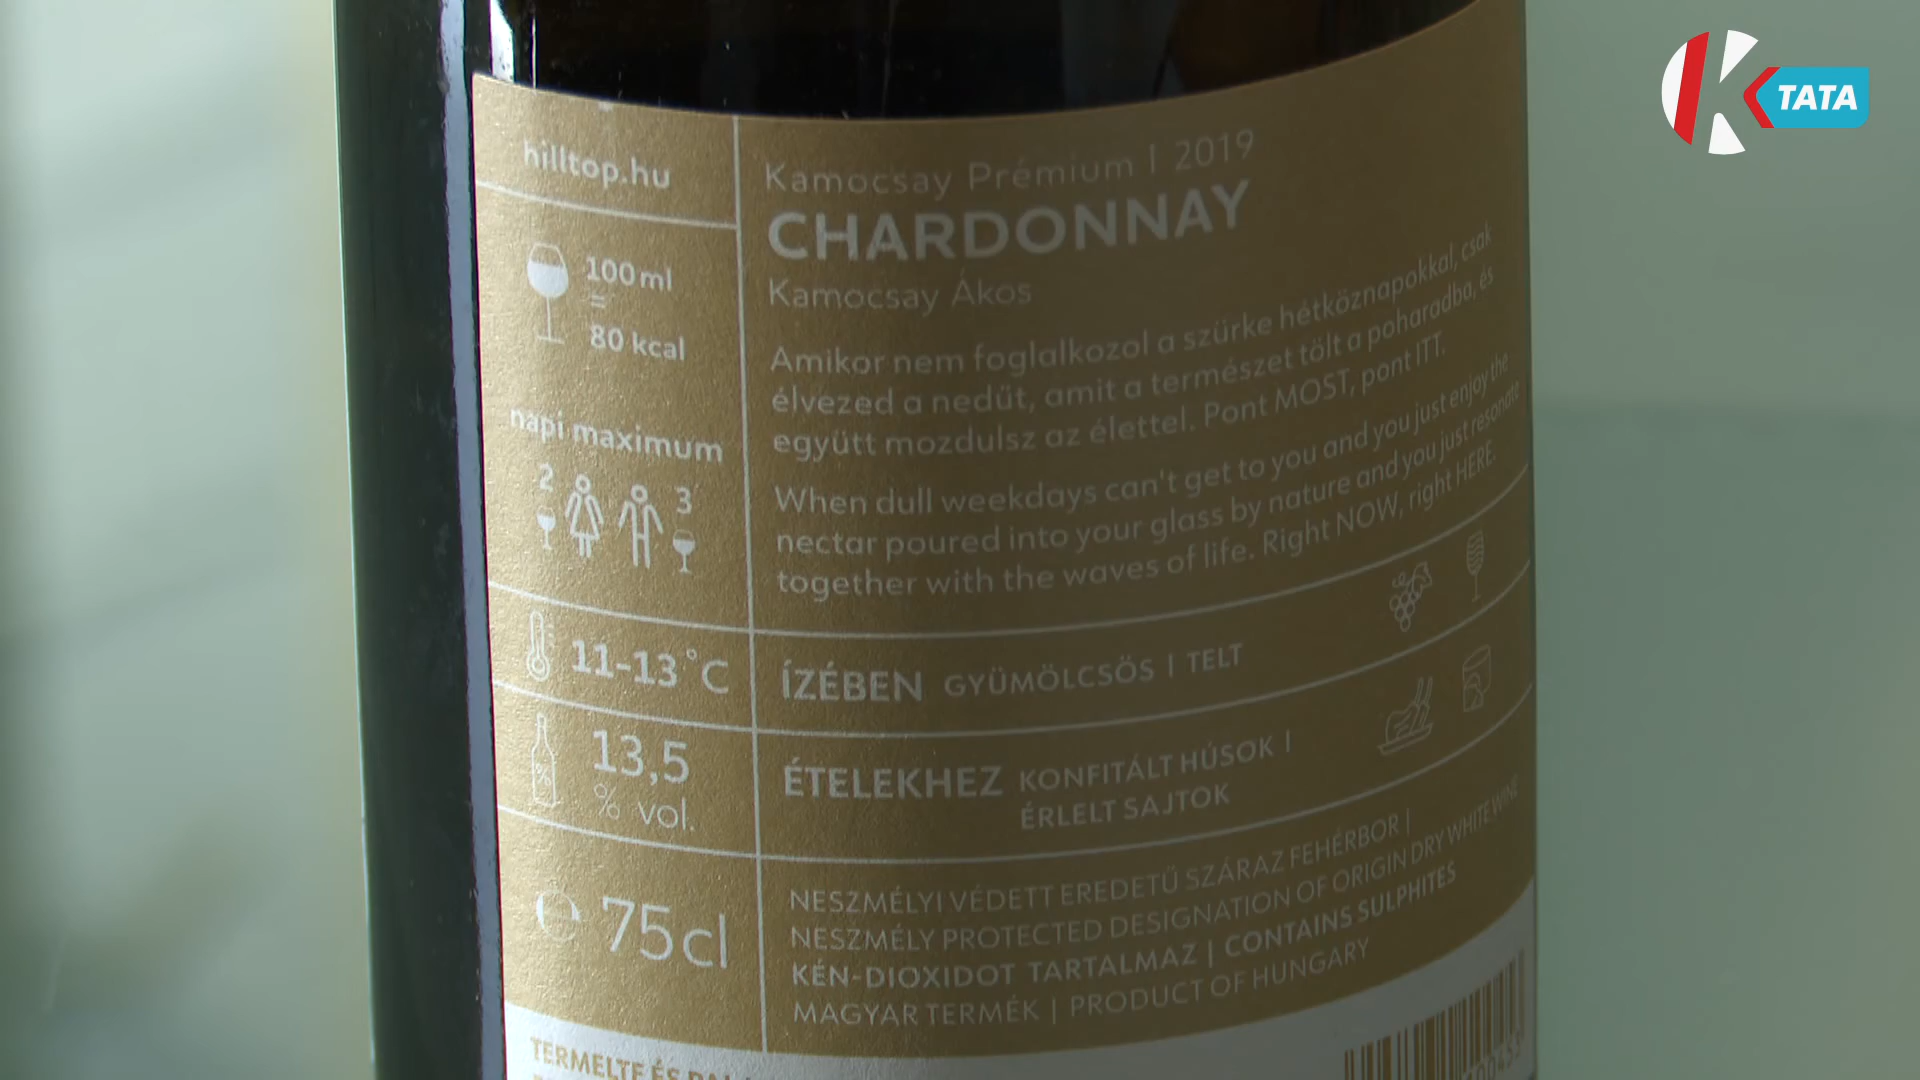 K TATA
hilltop.hu
100 ml
=
80 kcal
napi maximum
2 3
11-13 °C
13,5
% vol.
℮ 75 cl
Kamocsay Prémium | 2019
CHARDONNAY
Kamocsay Ákos
Amikor nem foglalkozol a szürke hétköznapokkal, csak
élvezed a nedűt, amit a természet tölt a poharadba, és
együtt mozdulsz az élettel. Pont MOST, pont ITT.
When dull weekdays can't get to you and you just enjoy the
nectar poured into your glass by nature and you just resonate
together with the waves of life. Right NOW, right HERE.
ÍZÉBEN GYÜMÖLCSÖS | TELT
ÉTELEKHEZ KONFITÁLT HÚSOK |
ÉRLELT SAJTOK
NESZMÉLYI VÉDETT EREDETŰ SZÁRAZ FEHÉRBOR |
NESZMÉLY PROTECTED DESIGNATION OF ORIGIN DRY WHITE WINE
KÉN-DIOXIDOT TARTALMAZ | CONTAINS SULPHITES
MAGYAR TERMÉK | PRODUCT OF HUNGARY
TERMELTE ÉS